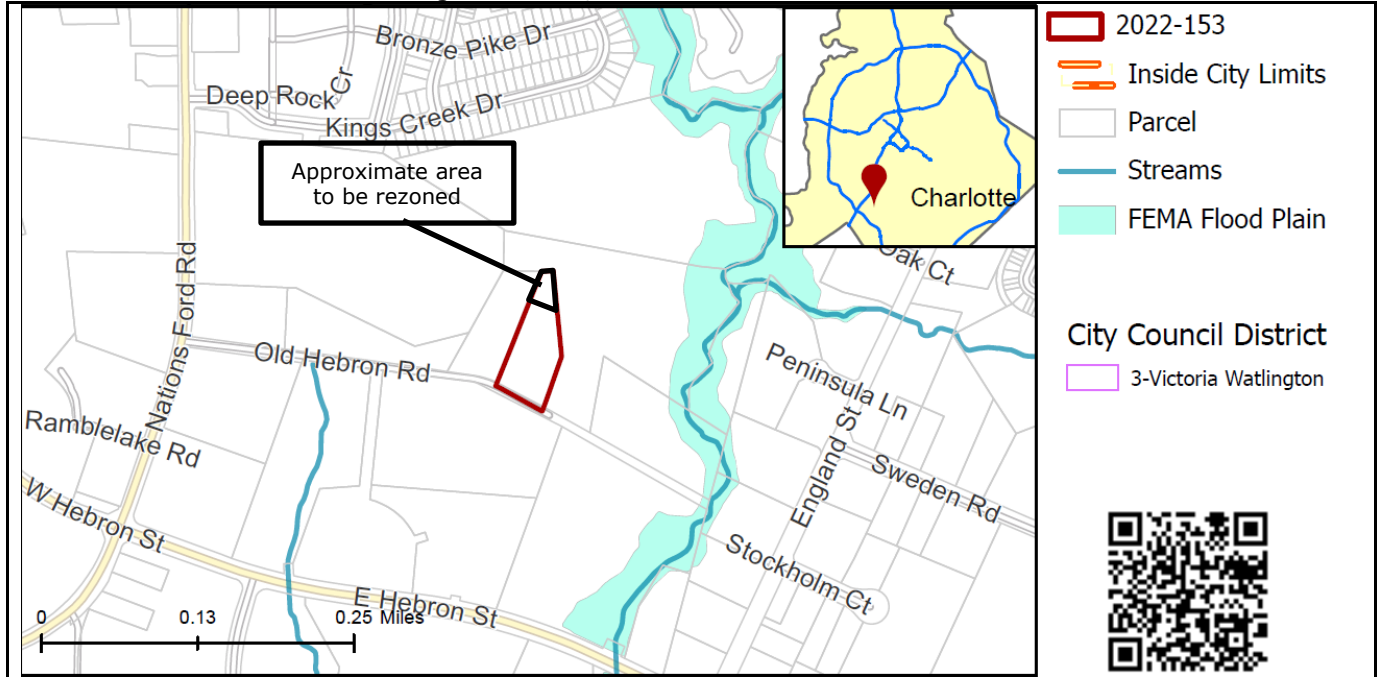 Bronze Pike Dr
Deep Rock Cr
Kings Creek Dr
Approximate area
to be rezoned
Nations Ford Rd
Old Hebron Rd
Ramblelake Rd
W Hebron St
E Hebron St
Oak Ct
Peninsula Ln
England St
Sweden Rd
Stockholm Ct
0 0.13 0.25 Miles
Charlotte
2022-153
Inside City Limits
Parcel
Streams
FEMA Flood Plain
City Council District
3-Victoria Watlington